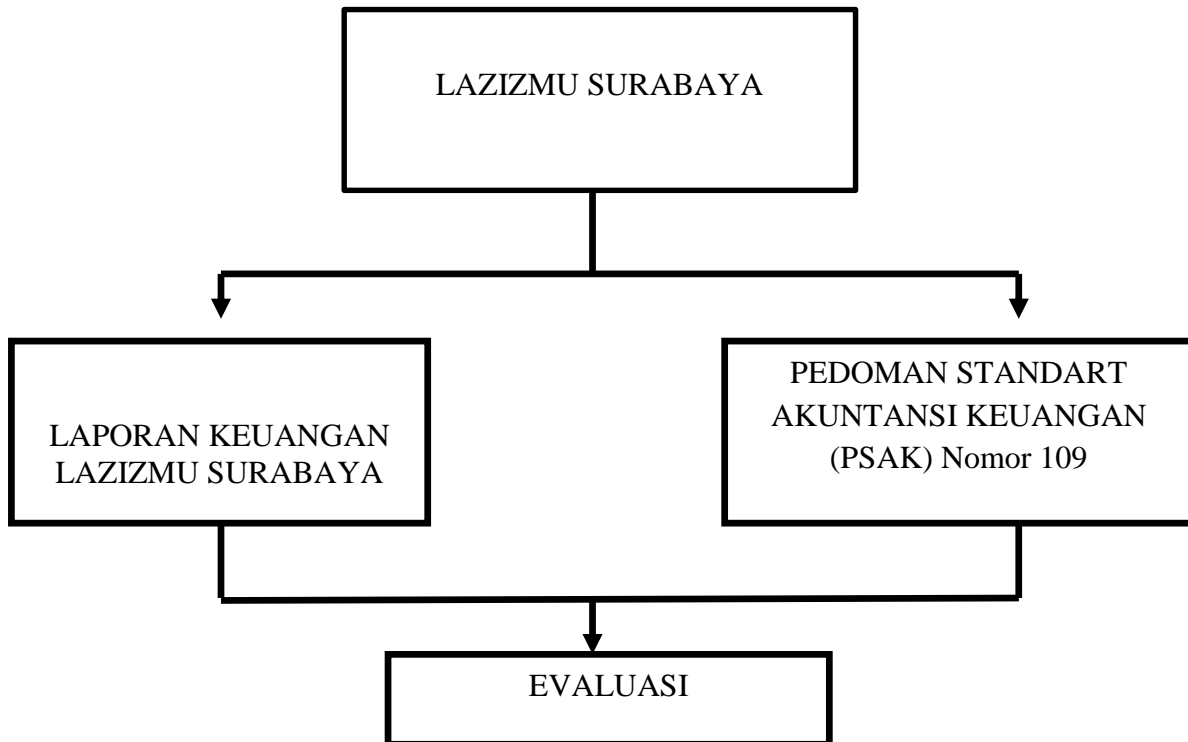 LAZIZMU SURABAYA
LAPORAN KEUANGAN
LAZIZMU SURABAYA
PEDOMAN STANDART
AKUNTANSI KEUANGAN
(PSAK) Nomor 109
EVALUASI